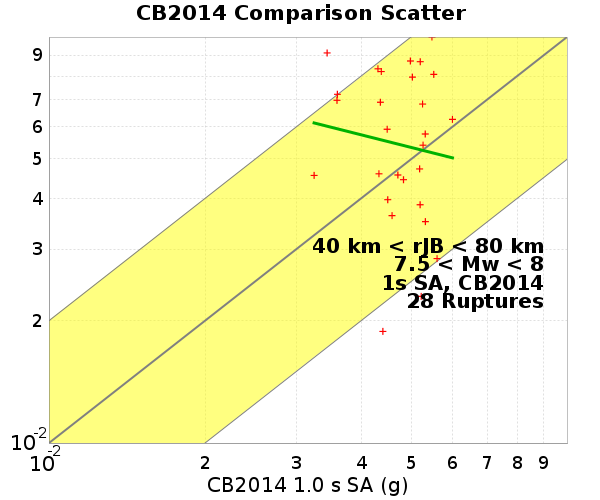 CB2014 Comparison Scatter
9
7
6
5
4
3
2
10-2
40 km < rJB < 80 km
7.5 < Mw < 8
1s SA, CB2014
28 Ruptures
10-2
2 3 4 5 6 7 8 9
CB2014 1.0 s SA (g)